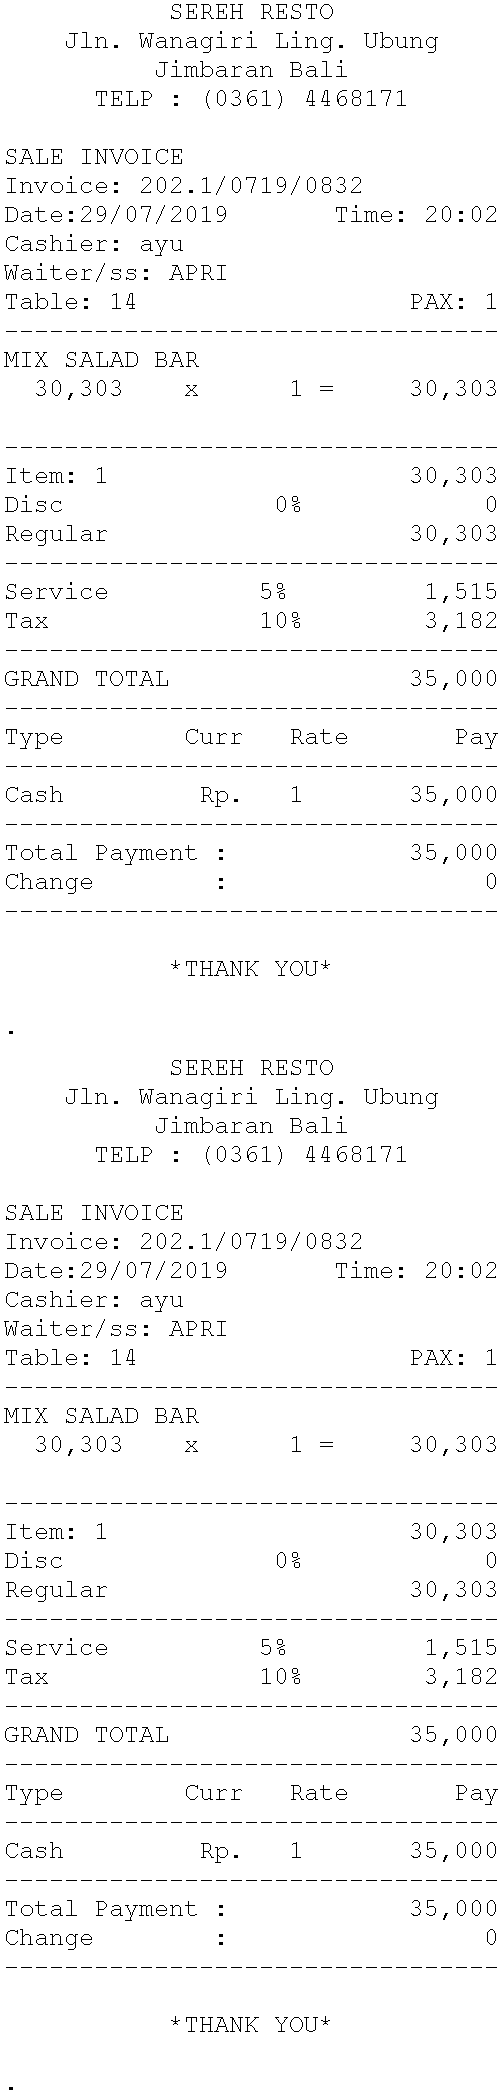 SEREH RESTO
Jln. Wanagiri Ling. Ubung
Jimbaran Bali
TELP : (0361) 4468171
SALE INVOICE
Invoice: 202.1/0719/0832
Date:29/07/2019 Time: 20:02
Cashier: ayu
Waiter/ss: APRI
Table: 14 PAX: 1
---------------------------------
MIX SALAD BAR
30,303 x 1 = 30,303
---------------------------------
Item: 1 30,303
Disc 0% 0
Regular 30,303
---------------------------------
Service 5% 1,515
Tax 10% 3,182
---------------------------------
GRAND TOTAL 35,000
---------------------------------
Type Curr Rate Pay
---------------------------------
Cash Rp. 1 35,000
---------------------------------
Total Payment : 35,000
Change : 0
---------------------------------
*THANK YOU*
.
SEREH RESTO
Jln. Wanagiri Ling. Ubung
Jimbaran Bali
TELP : (0361) 4468171
SALE INVOICE
Invoice: 202.1/0719/0832
Date:29/07/2019 Time: 20:02
Cashier: ayu
Waiter/ss: APRI
Table: 14 PAX: 1
---------------------------------
MIX SALAD BAR
30,303 x 1 = 30,303
---------------------------------
Item: 1 30,303
Disc 0% 0
Regular 30,303
---------------------------------
Service 5% 1,515
Tax 10% 3,182
---------------------------------
GRAND TOTAL 35,000
---------------------------------
Type Curr Rate Pay
---------------------------------
Cash Rp. 1 35,000
---------------------------------
Total Payment : 35,000
Change : 0
---------------------------------
*THANK YOU*
.